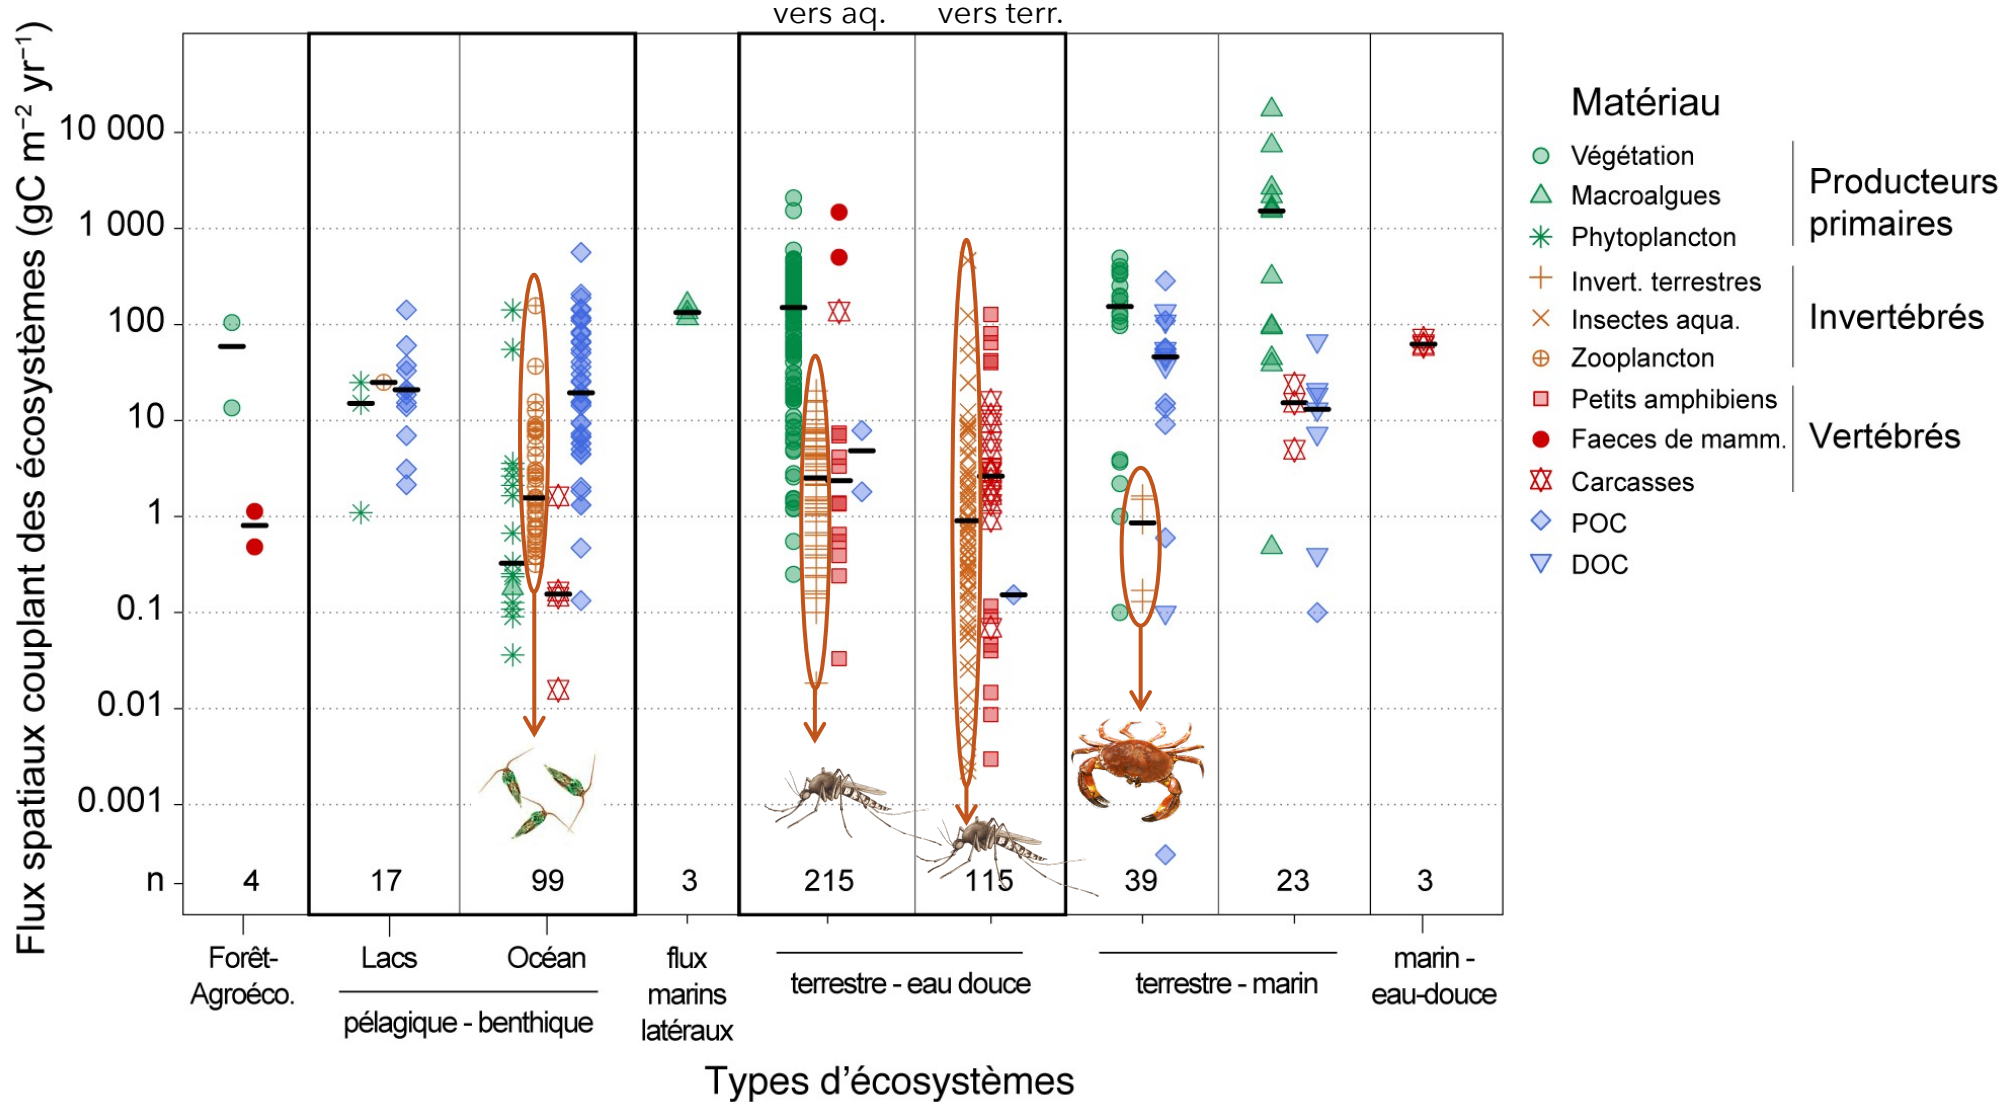 vers aq.
vers terr.
Flux spatiaux couplant des écosystèmes (gC m⁻² yr⁻¹)
10 000
1 000
100
10
1
0.1
0.01
0.001
n
4
17
99
3
215
115
39
23
3
Forêt-
Agroéco.
Lacs
Océan
pélagique - benthique
flux
marins
latéraux
terrestre - eau douce
terrestre - marin
marin -
eau-douce
Types d'écosystèmes
Matériau
Végétation
Macroalgues
Phytoplancton
Producteurs
primaires
Invert. terrestres
Insectes aqua.
Zooplancton
Invertébrés
Petits amphibiens
Faeces de mamm.
Carcasses
Vertébrés
POC
DOC